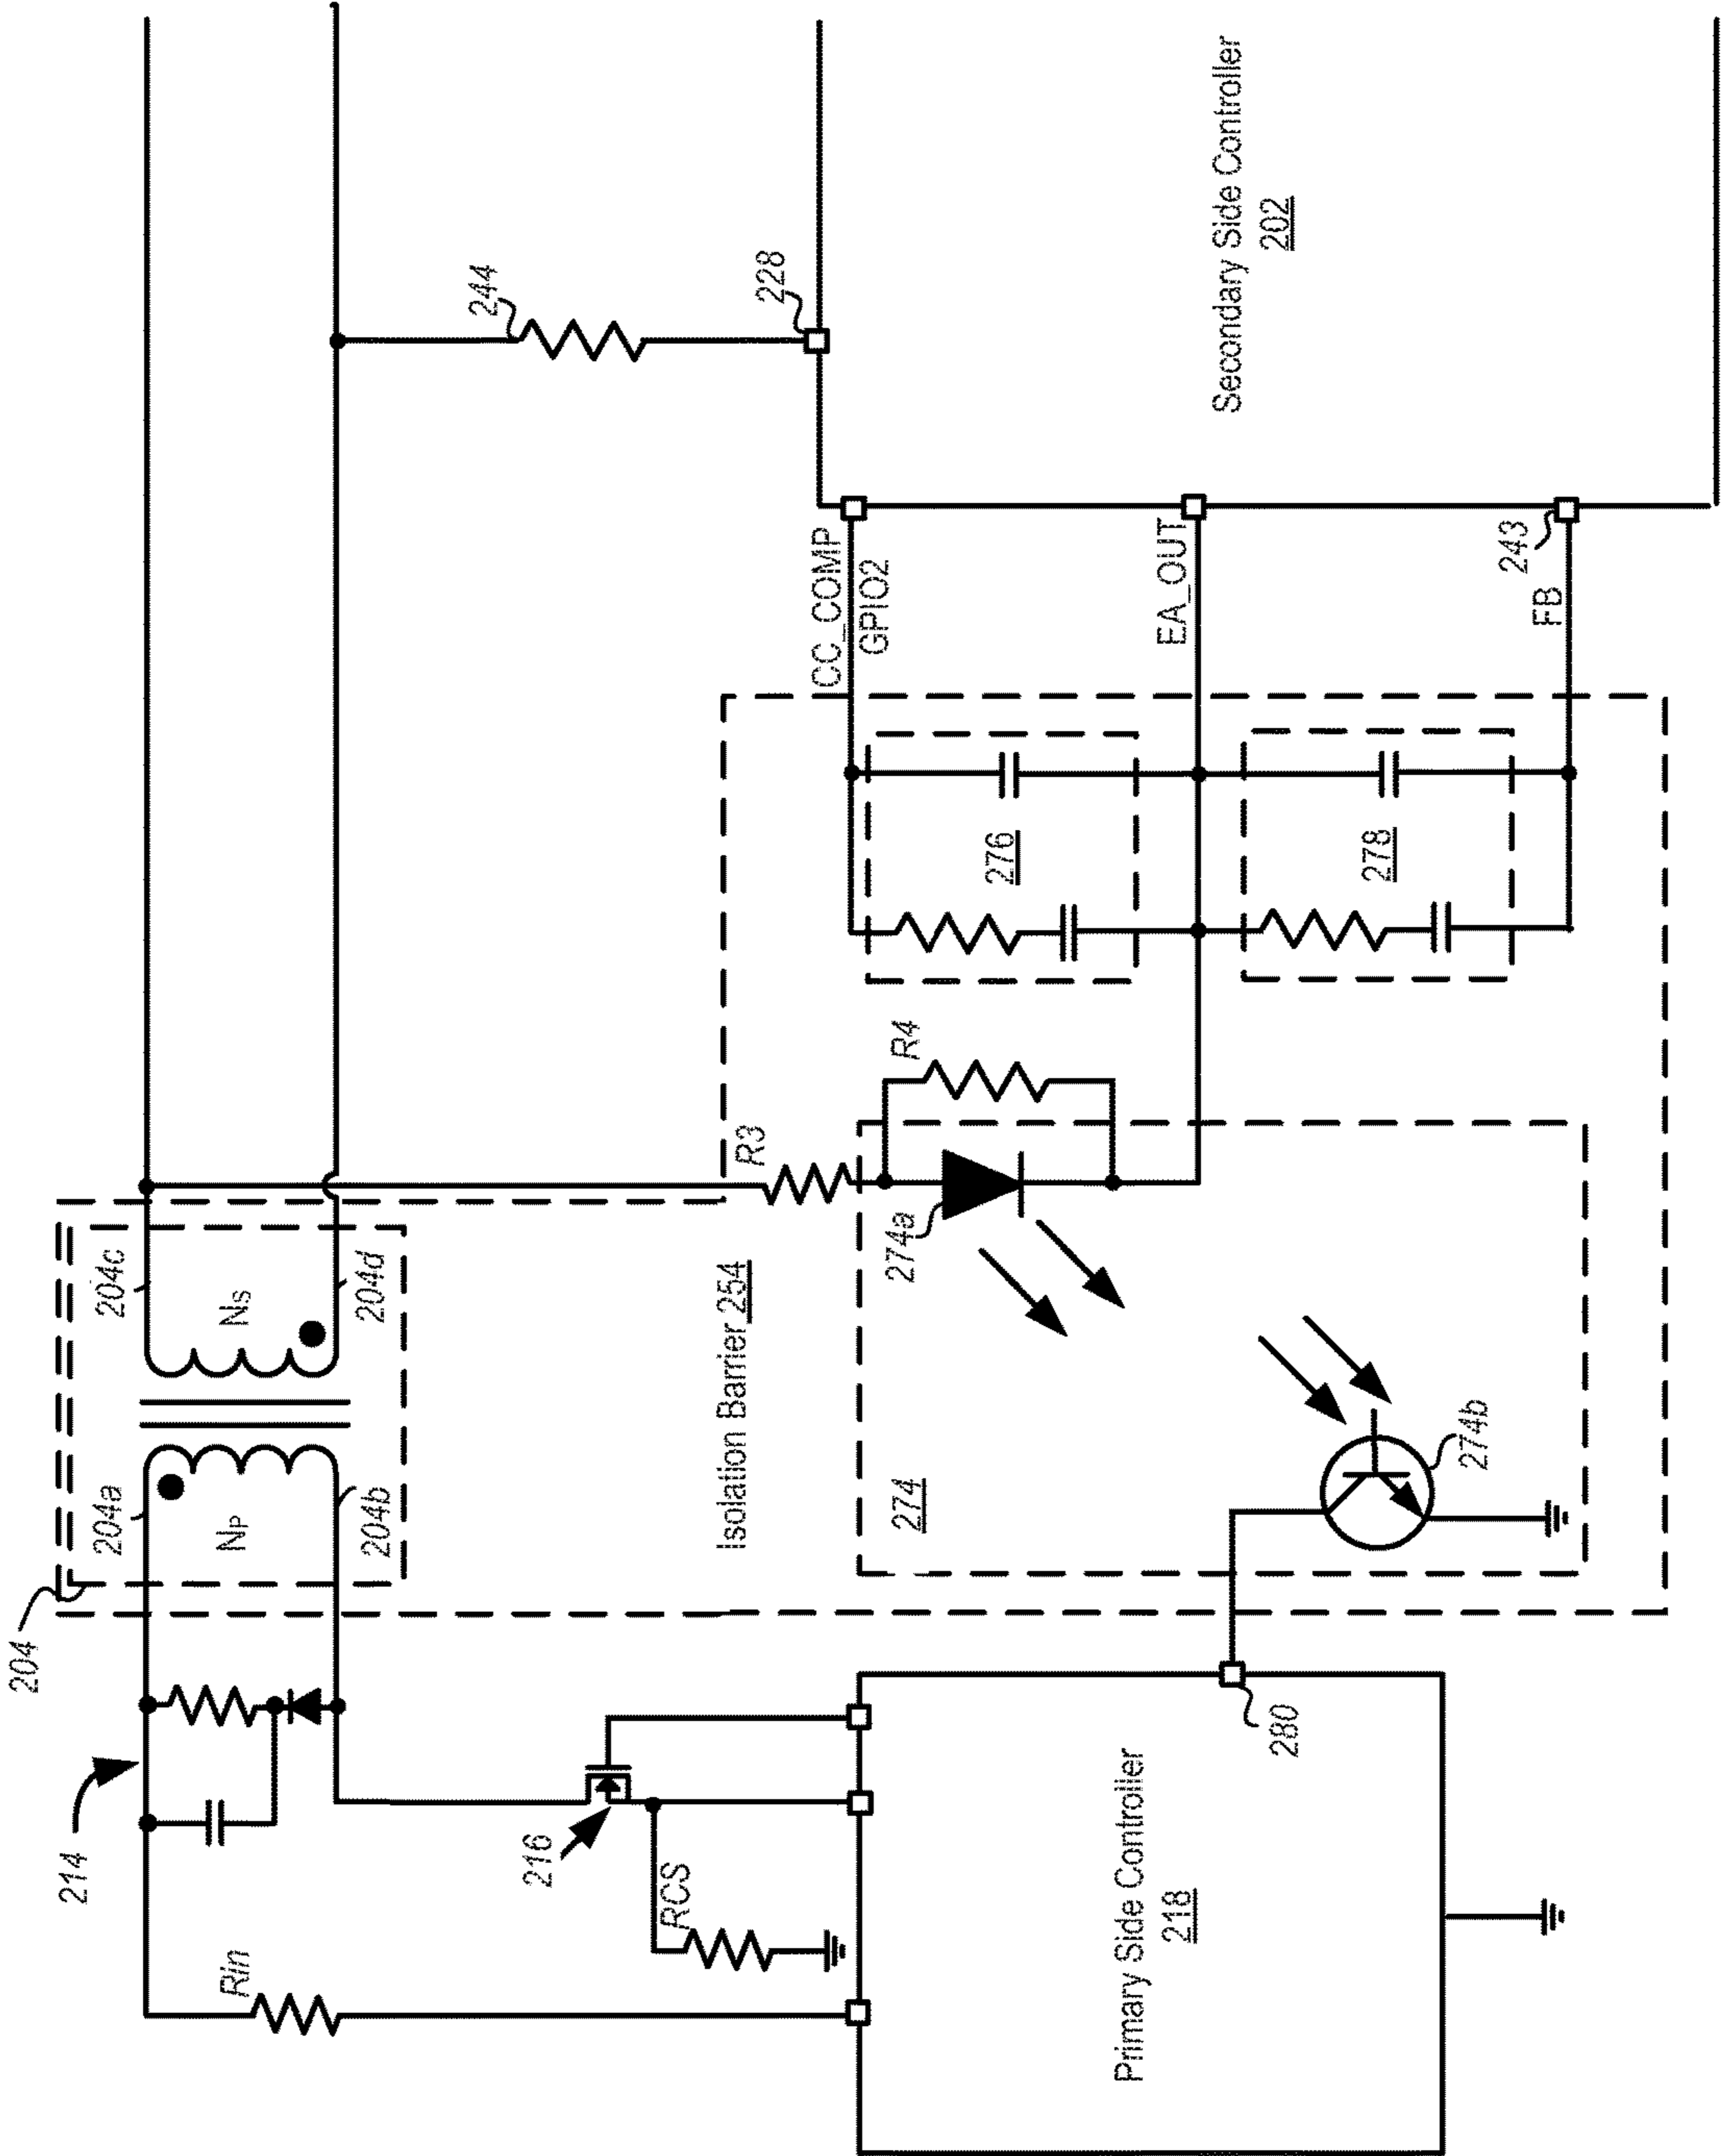 204
214
204a
204b
NP
204c
204d
NS
Rin
RCS
216
Primary Side Controller
218
280
Isolation Barrier 254
274
274a
274b
R3
R4
276
278
CC_COMP
GPIO2
EA_OUT
FB
243
244
228
Secondary Side Controller
202